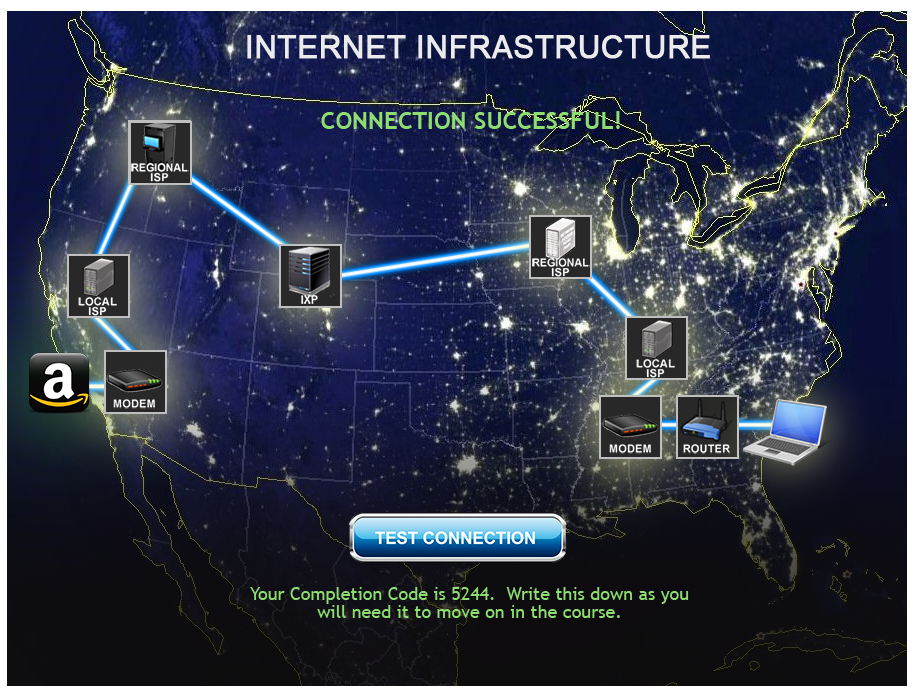 INTERNET INFRASTRUCTURE
CONNECTION SUCCESSFUL!
REGIONAL
ISP
REGIONAL
ISP
IXP
LOCAL
ISP
LOCAL
ISP
a
MODEM
MODEM
ROUTER
TEST CONNECTION
Your Completion Code is 5244. Write this down as you
will need it to move on in the course.